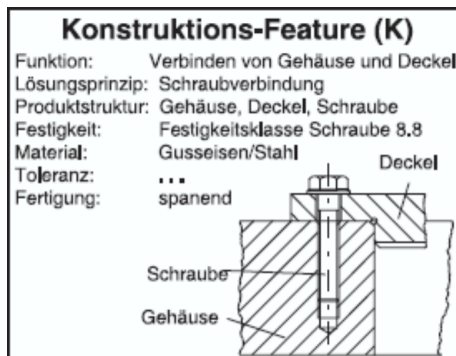 Konstruktions-Feature (K)
Funktion: Verbinden von Gehäuse und Deckel
Lösungsprinzip: Schraubverbindung
Produktstruktur: Gehäuse, Deckel, Schraube
Festigkeit: Festigkeitsklasse Schraube 8.8
Material: Gusseisen/Stahl
Toleranz: ...
Fertigung: spanend
Deckel
Schraube
Gehäuse